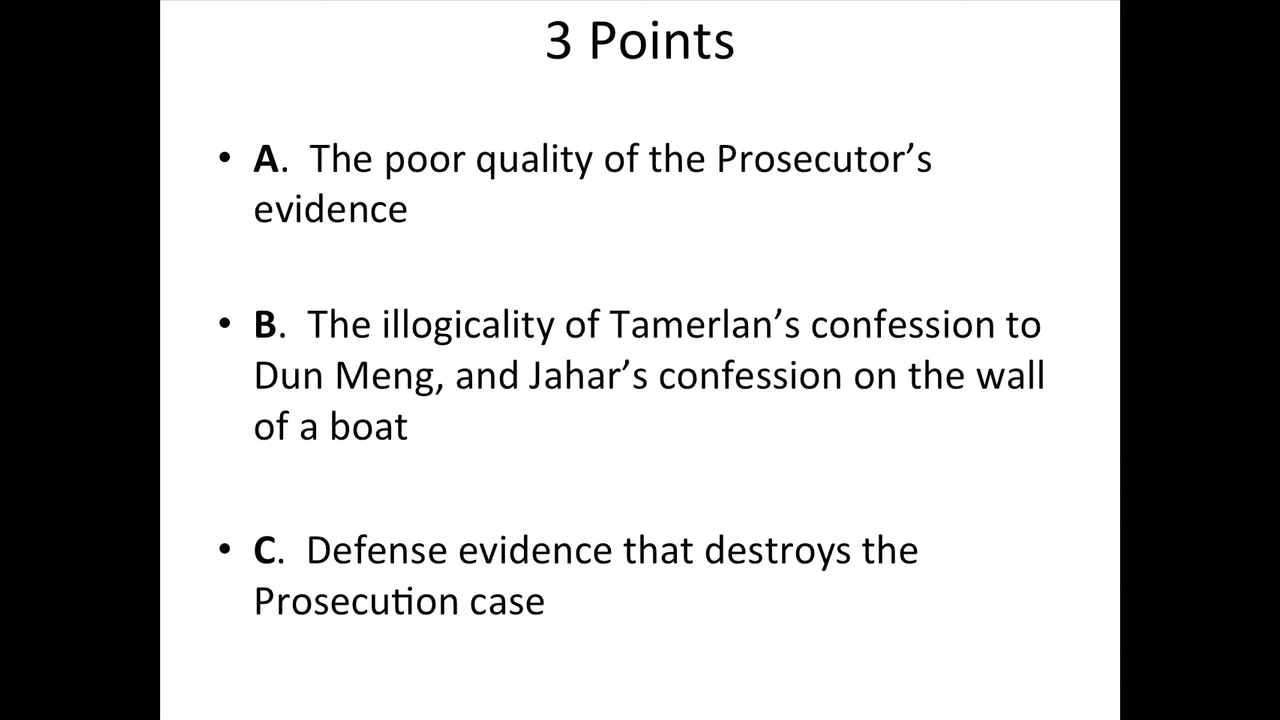 3 Points
• A. The poor quality of the Prosecutor’s
evidence
• B. The illogicality of Tamerlan’s confession to
Dun Meng, and Jahar’s confession on the wall
of a boat
• C. Defense evidence that destroys the
Prosecution case